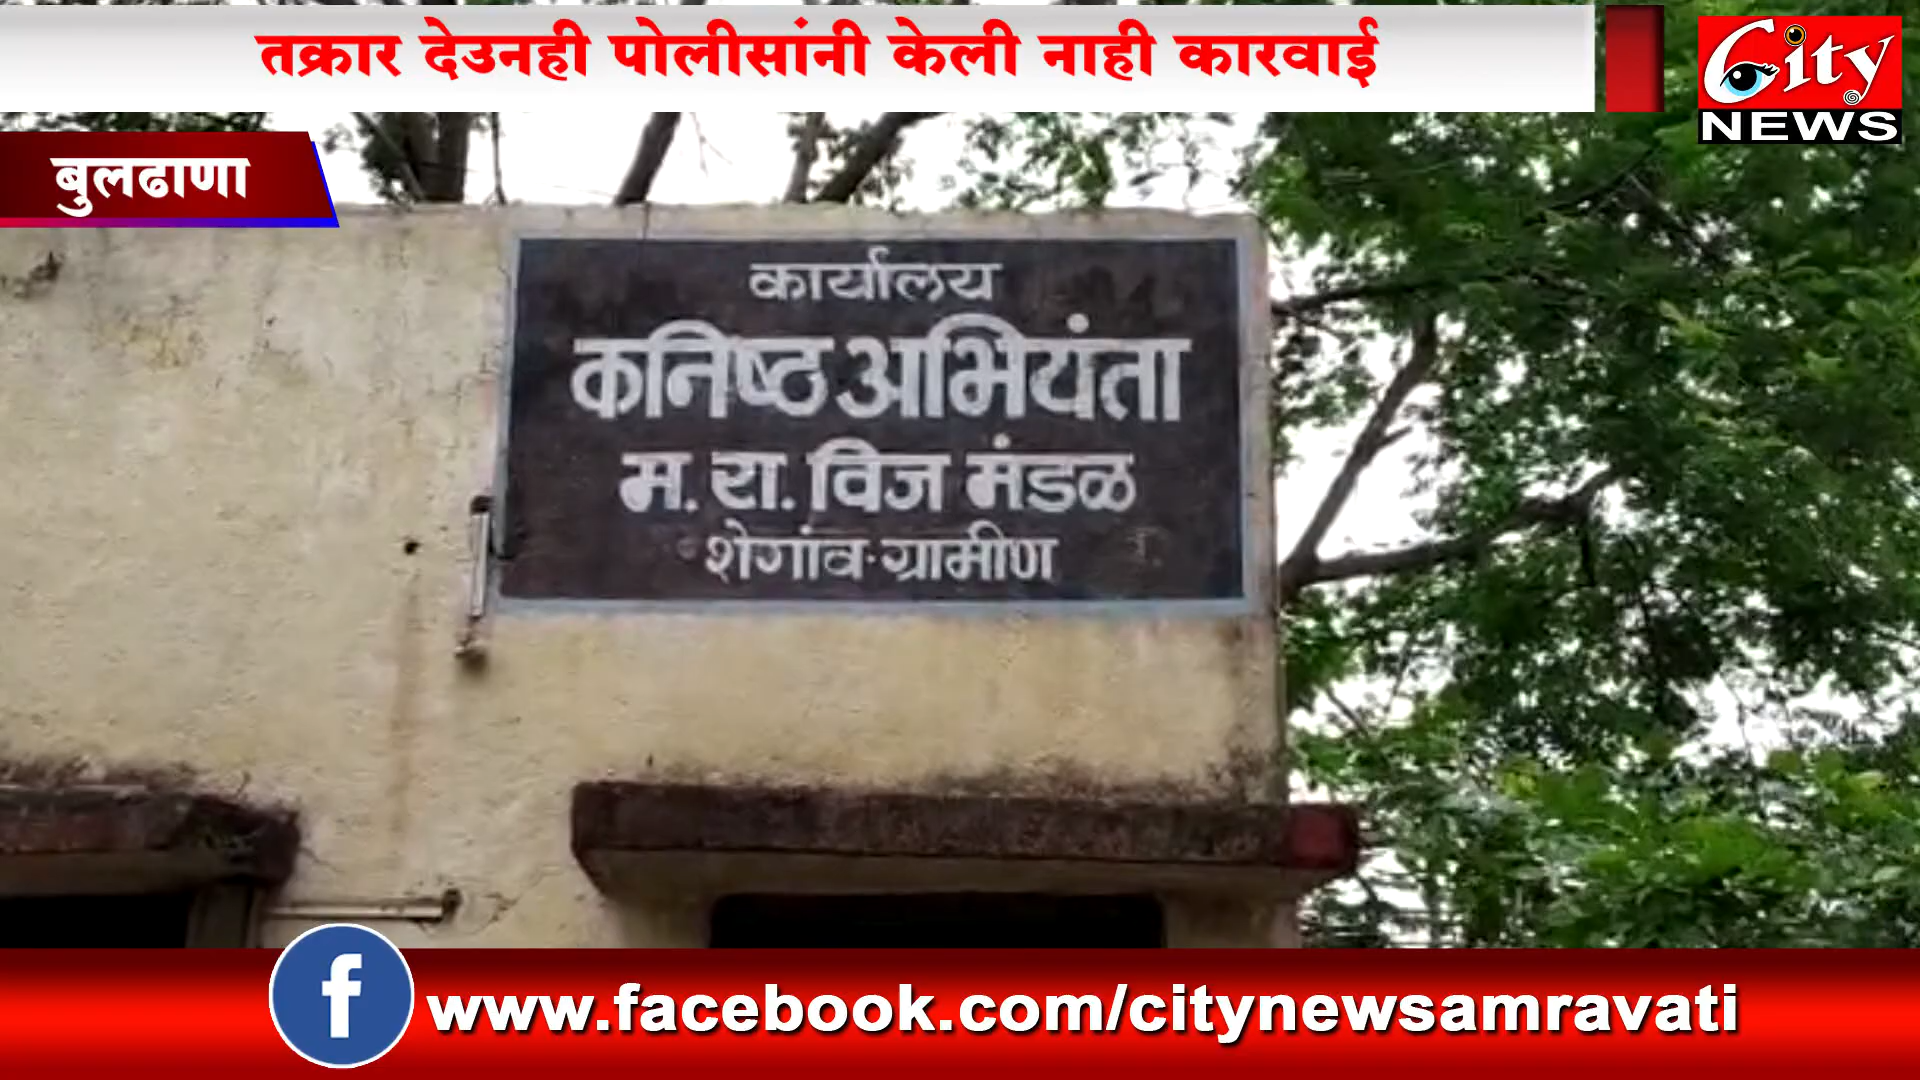 तक्रार देउनही पोलीसांनी केली नाही कारवाई
City
NEWS
बुलढाणा
कार्यालय
कनिष्ठ अभियंता
म. रा. विज मंडळ
शेगांव-ग्रामीण
f www.facebook.com/citynewsamravati